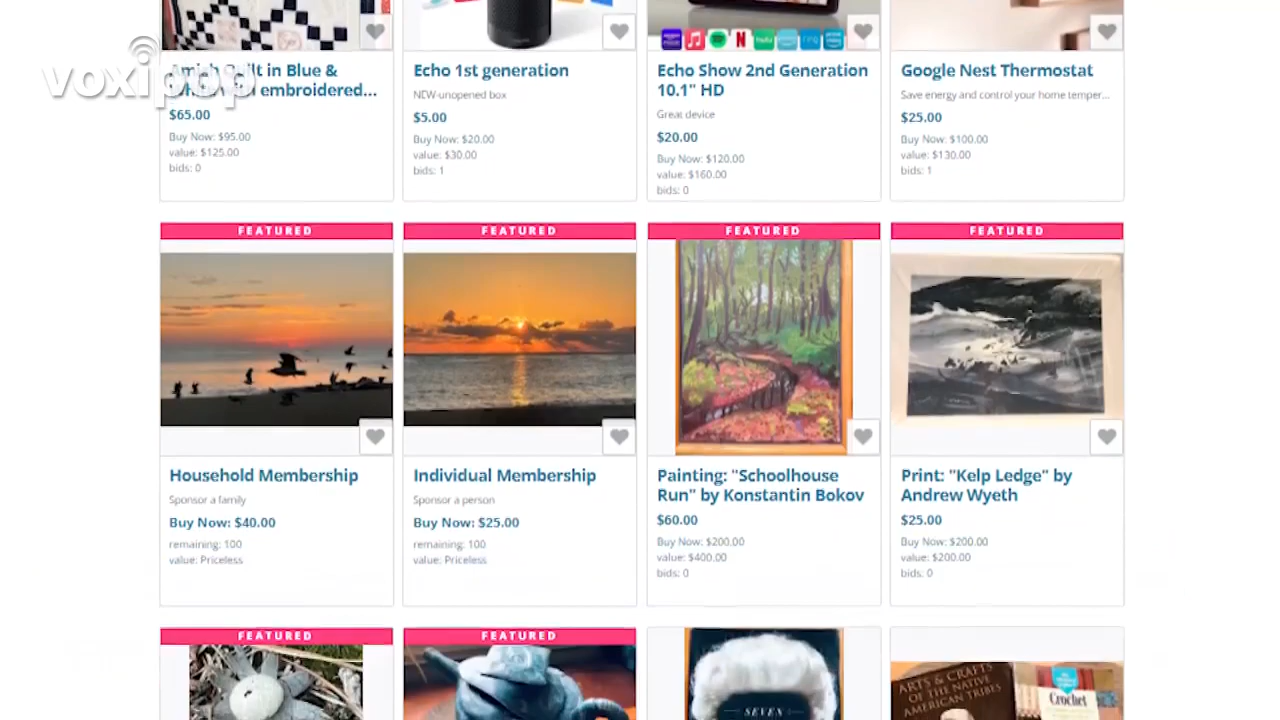 voxipop
Amish Quilt in Blue &
White with embroidered...
$65.00
Buy Now: $95.00
value: $125.00
bids: 0
Echo 1st generation
NEW-unopened box
$5.00
Buy Now: $20.00
value: $30.00
bids: 1
Echo Show 2nd Generation
10.1" HD
Great device
$20.00
Buy Now: $120.00
value: $160.00
bids: 0
Google Nest Thermostat
Save energy and control your home temper...
$25.00
Buy Now: $100.00
value: $130.00
bids: 1
FEATURED
Household Membership
Sponsor a family
Buy Now: $40.00
remaining: 100
value: Priceless
FEATURED
Individual Membership
Sponsor a person
Buy Now: $25.00
remaining: 100
value: Priceless
FEATURED
Painting: "Schoolhouse
Run" by Konstantin Bokov
$60.00
Buy Now: $200.00
value: $400.00
bids: 0
FEATURED
Print: "Kelp Ledge" by
Andrew Wyeth
$25.00
Buy Now: $200.00
value: $200.00
bids: 0
FEATURED
FEATURED
SEVEN
ARTS & CRAFTS
OF THE NATIVE
AMERICAN TRIBES
Crochet